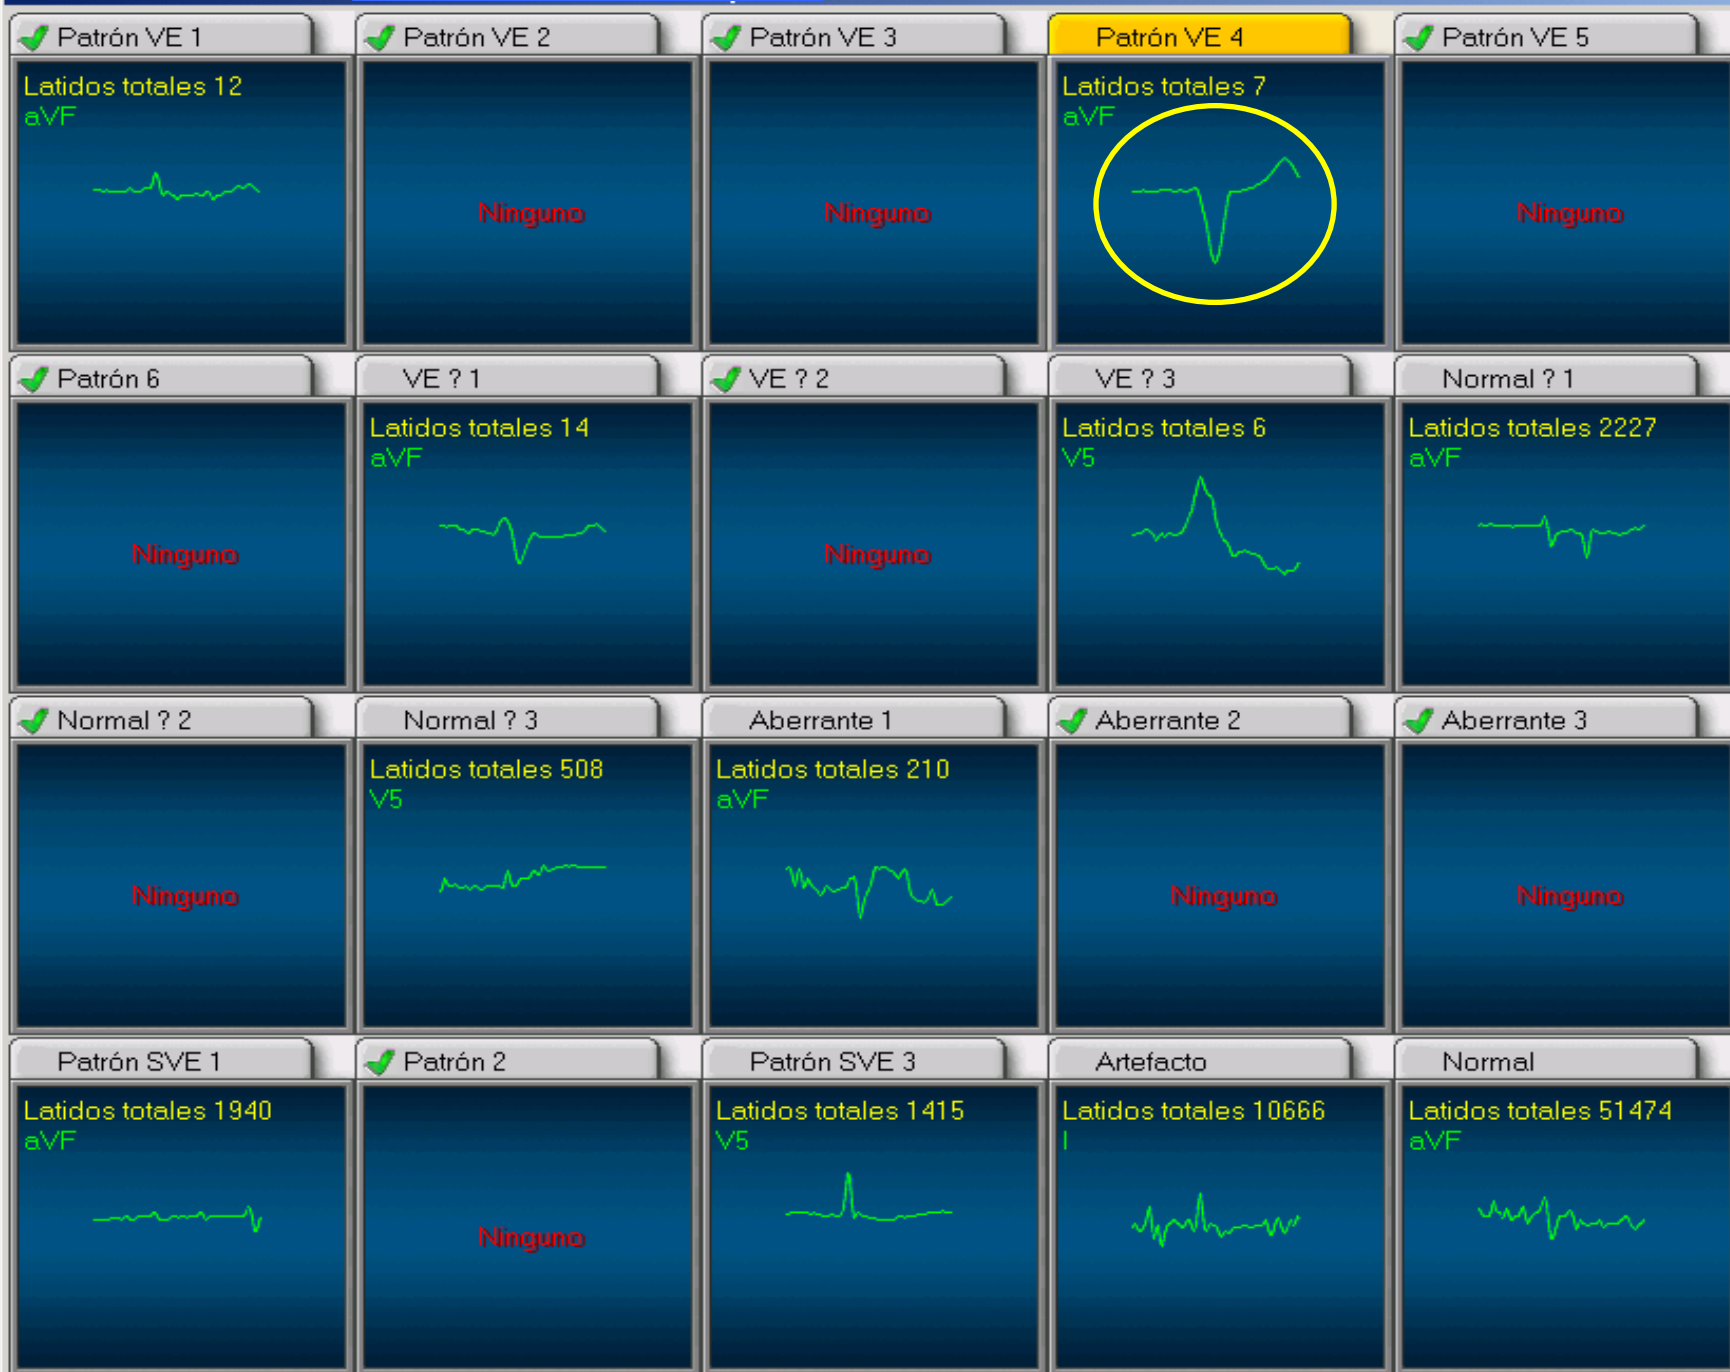 Patrón VE 1
Patrón VE 2
Patrón VE 3
Patrón VE 4
Patrón VE 5
Latidos totales 12
aVF
Ninguno
Ninguno
Latidos totales 7
aVF
Ninguno
Patrón 6
VE ? 1
VE ? 2
VE ? 3
Normal ? 1
Ninguno
Latidos totales 14
aVF
Ninguno
Latidos totales 6
V5
Latidos totales 2227
aVF
Normal ? 2
Normal ? 3
Aberrante 1
Aberrante 2
Aberrante 3
Ninguno
Latidos totales 508
V5
Latidos totales 210
aVF
Ninguno
Ninguno
Patrón SVE 1
Patrón 2
Patrón SVE 3
Artefacto
Normal
Latidos totales 1940
aVF
Ninguno
Latidos totales 1415
V5
Latidos totales 10666
I
Latidos totales 51474
aVF